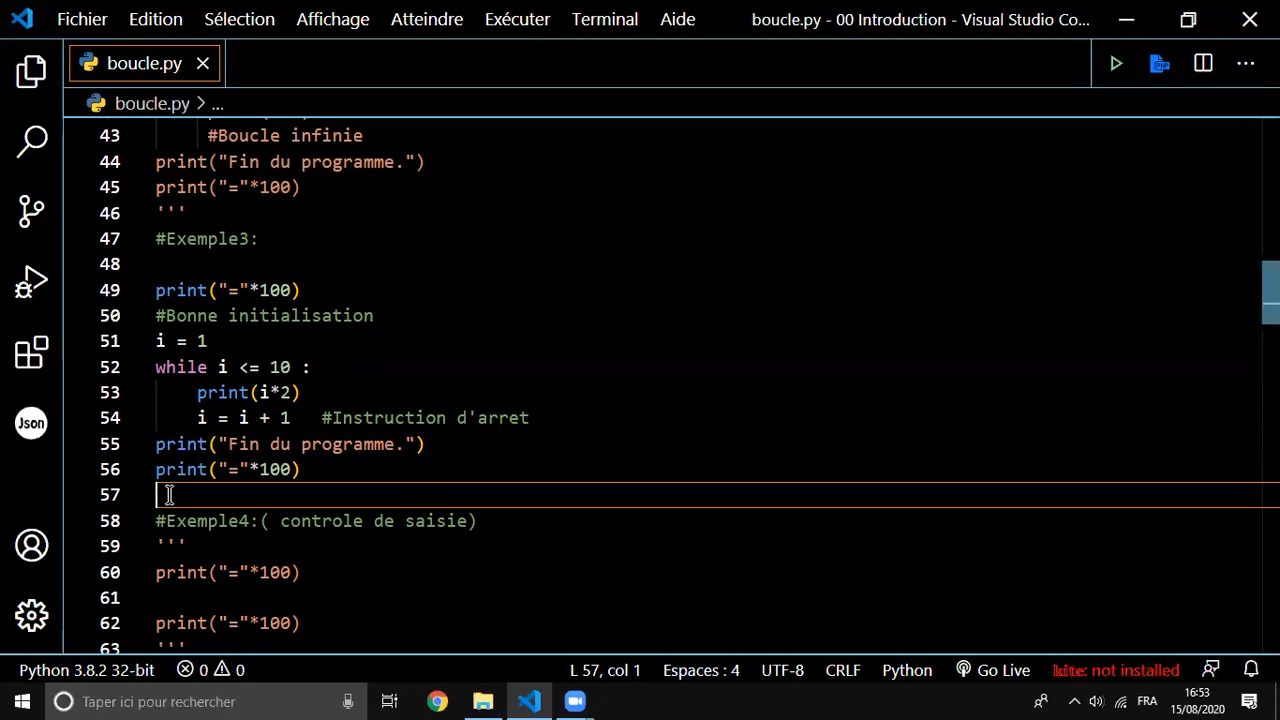 Fichier Edition Sélection Affichage Atteindre Exécuter Terminal Aide boucle.py - 00 Introduction - Visual Studio Co...
boucle.py
boucle.py > ...
43 #Boucle infinie
44 print("Fin du programme.")
45 print("="*100)
46 '''
47 #Exemple3:
48
49 print("="*100)
50 #Bonne initialisation
51 i = 1
52 while i <= 10 :
53 print(i*2)
54 i = i + 1 #Instruction d'arret
55 print("Fin du programme.")
56 print("="*100)
57
58 #Exemple4:( controle de saisie)
59 '''
60 print("="*100)
61
62 print("="*100)
63 '''
Json
Python 3.8.2 32-bit 0 0 L 57, col 1 Espaces : 4 UTF-8 CRLF Python Go Live kite: not installed
Taper ici pour rechercher FRA 16:53
15/08/2020